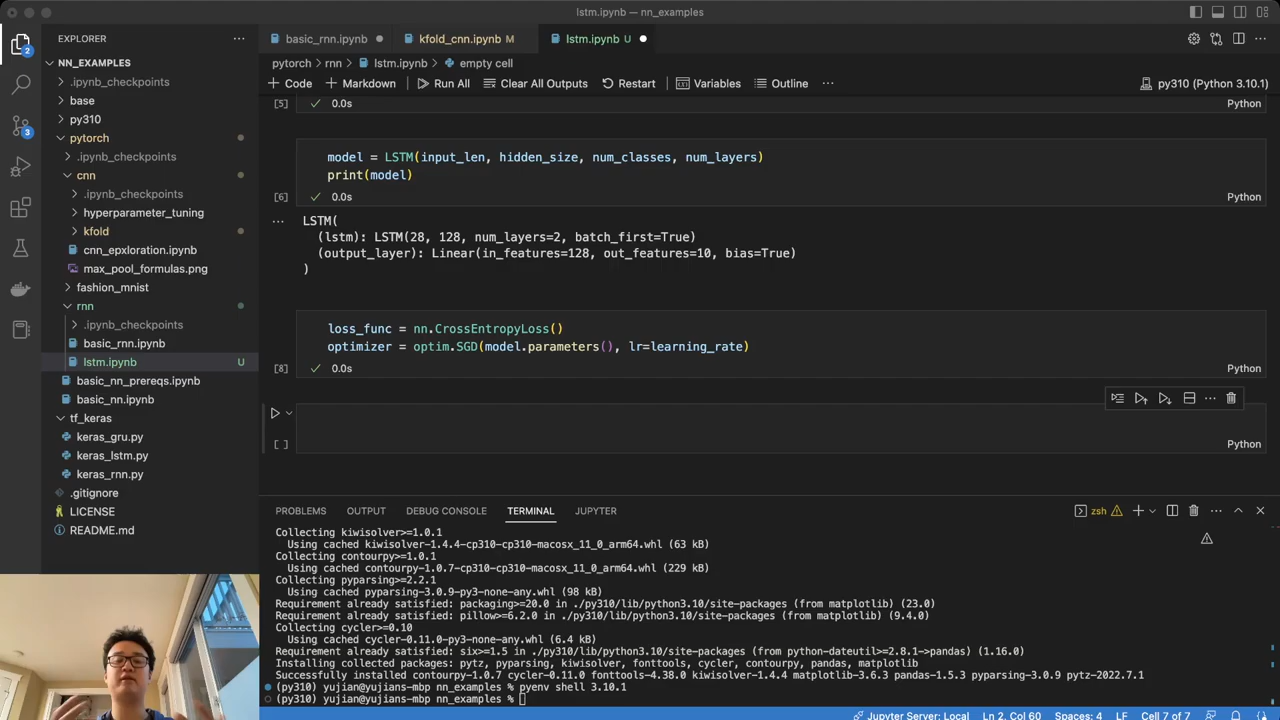 lstm.ipynb — nn_examples
EXPLORER
NN_EXAMPLES
.ipynb_checkpoints
base
py310
pytorch
.ipynb_checkpoints
cnn
.ipynb_checkpoints
hyperparameter_tuning
kfold
cnn_epxloration.ipynb
max_pool_formulas.png
fashion_mnist
rnn
.ipynb_checkpoints
basic_rnn.ipynb
lstm.ipynb U
basic_nn_prereqs.ipynb
basic_nn.ipynb
tf_keras
keras_gru.py
keras_lstm.py
keras_rnn.py
.gitignore
LICENSE
README.md
2
3
basic_rnn.ipynb kfold_cnn.ipynb M lstm.ipynb U
pytorch > rnn > lstm.ipynb > empty cell
+ Code + Markdown Run All Clear All Outputs Restart Variables Outline ... py310 (Python 3.10.1)
[5] 0.0s Python
model = LSTM(input_len, hidden_size, num_classes, num_layers)
print(model)
[6] 0.0s Python
... LSTM(
(lstm): LSTM(28, 128, num_layers=2, batch_first=True)
(output_layer): Linear(in_features=128, out_features=10, bias=True)
)
loss_func = nn.CrossEntropyLoss()
optimizer = optim.SGD(model.parameters(), lr=learning_rate)
[8] 0.0s Python
[ ] Python
PROBLEMS OUTPUT DEBUG CONSOLE TERMINAL JUPYTER zsh
Collecting kiwisolver>=1.0.1
Using cached kiwisolver-1.4.4-cp310-cp310-macosx_11_0_arm64.whl (63 kB)
Collecting contourpy>=1.0.1
Using cached contourpy-1.0.7-cp310-cp310-macosx_11_0_arm64.whl (229 kB)
Collecting pyparsing>=2.2.1
Using cached pyparsing-3.0.9-py3-none-any.whl (98 kB)
Requirement already satisfied: packaging>=20.0 in ./py310/lib/python3.10/site-packages (from matplotlib) (23.0)
Requirement already satisfied: pillow>=6.2.0 in ./py310/lib/python3.10/site-packages (from matplotlib) (9.4.0)
Collecting cycler>=0.10
Using cached cycler-0.11.0-py3-none-any.whl (6.4 kB)
Requirement already satisfied: six>=1.5 in ./py310/lib/python3.10/site-packages (from python-dateutil>=2.8.1->pandas) (1.16.0)
Installing collected packages: pytz, pyparsing, kiwisolver, fonttools, cycler, contourpy, pandas, matplotlib
Successfully installed contourpy-1.0.7 cycler-0.11.0 fonttools-4.38.0 kiwisolver-1.4.4 matplotlib-3.6.3 pandas-1.5.3 pyparsing-3.0.9 pytz-2022.7.1
(py310) yujian@yujians-mbp nn_examples % pyenv shell 3.10.1
(py310) yujian@yujians-mbp nn_examples %
Jupyter Server: Local Ln 2, Col 60 Spaces: 4 LF Cell 7 of 7